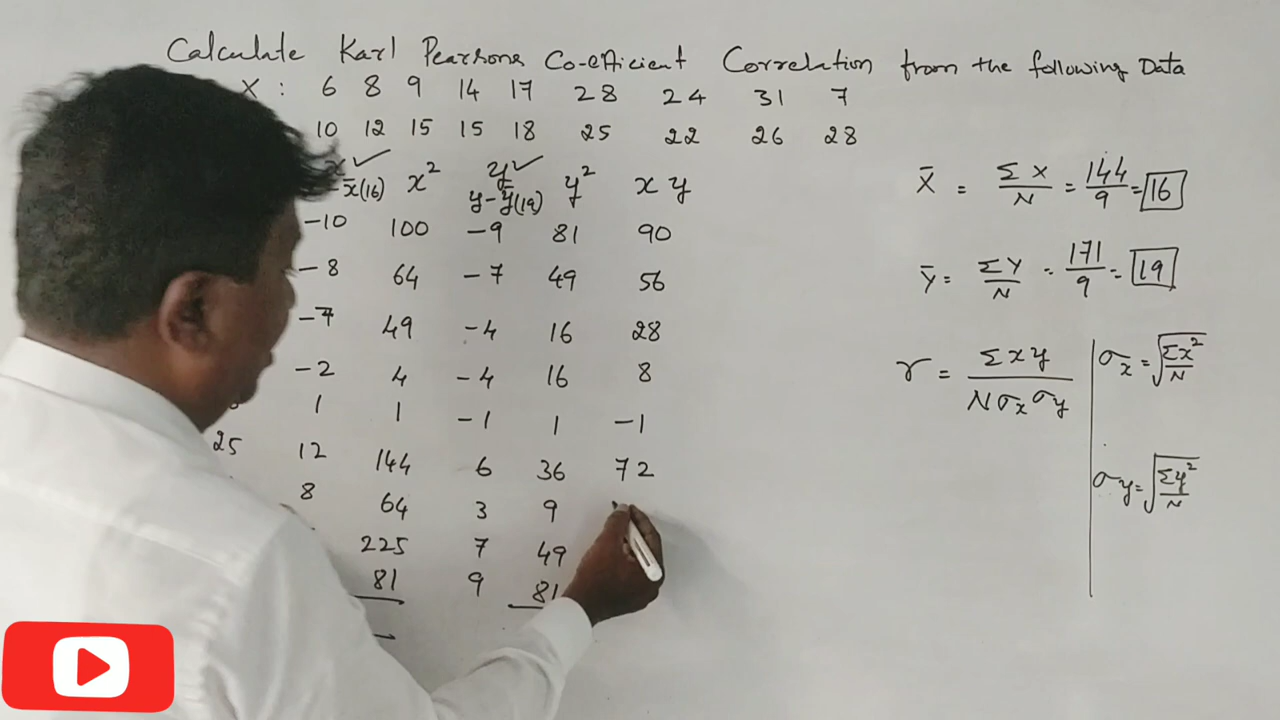 Calculate Karl Pearsons Co-efficient Correlation from the following Data
X : 6 8 9 14 17 28 24 31 7
10 12 15 15 18 25 22 26 28
x̄(16) x² y ✓ y² x y
y-ȳ(19)
-10 100 -9 81 90
-8 64 -7 49 56
-7 49 -4 16 28
-2 4 -4 16 8
1 1 -1 1 -1
25 12 144 6 36 72
8 64 3 9
225 7 49
81 9 81
X̄ = ΣX/N = 144/9 = 16
Ȳ = ΣY/N = 171/9 = 19
r = Σxy / Nσxσy
σx = √Σx²/N
σy = √Σy²/N